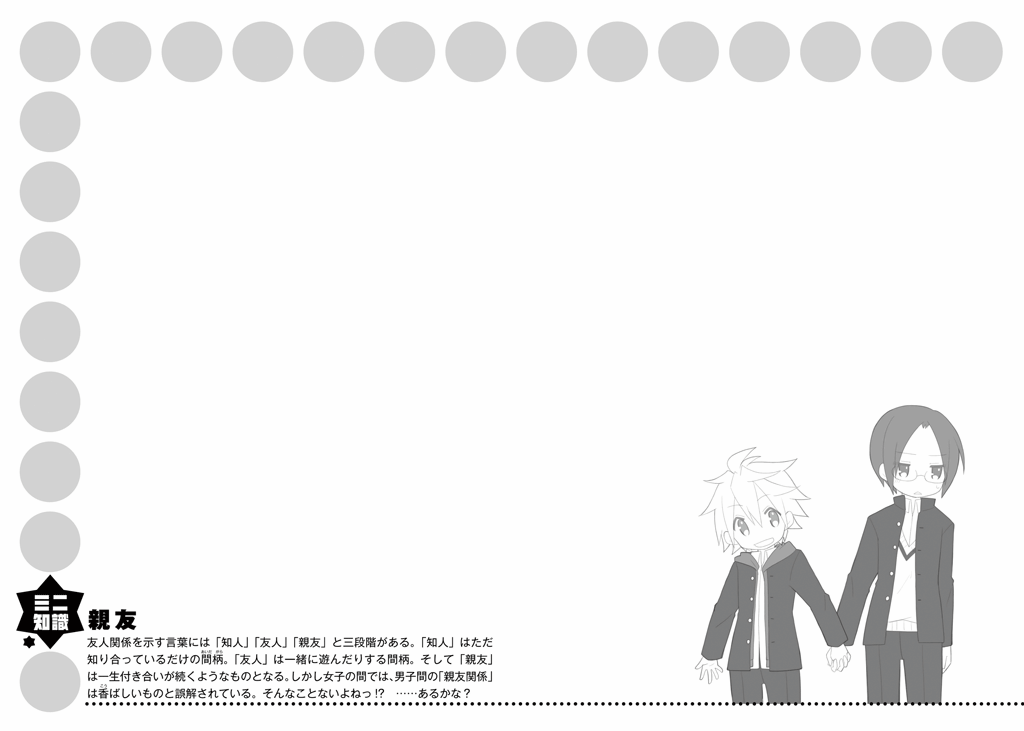 ミニ
知識
親友
友人関係を示す言葉には「知人」「友人」「親友」と三段階がある。「知人」はただ
知り合っているだけの間柄。「友人」は一緒に遊んだりする間柄。そして「親友」
は一生付き合いが続くようなものとなる。しかし女子の間では、男子間の「親友関係」
は香ばしいものと誤解されている。そんなことないよねっ!?　……あるかな？